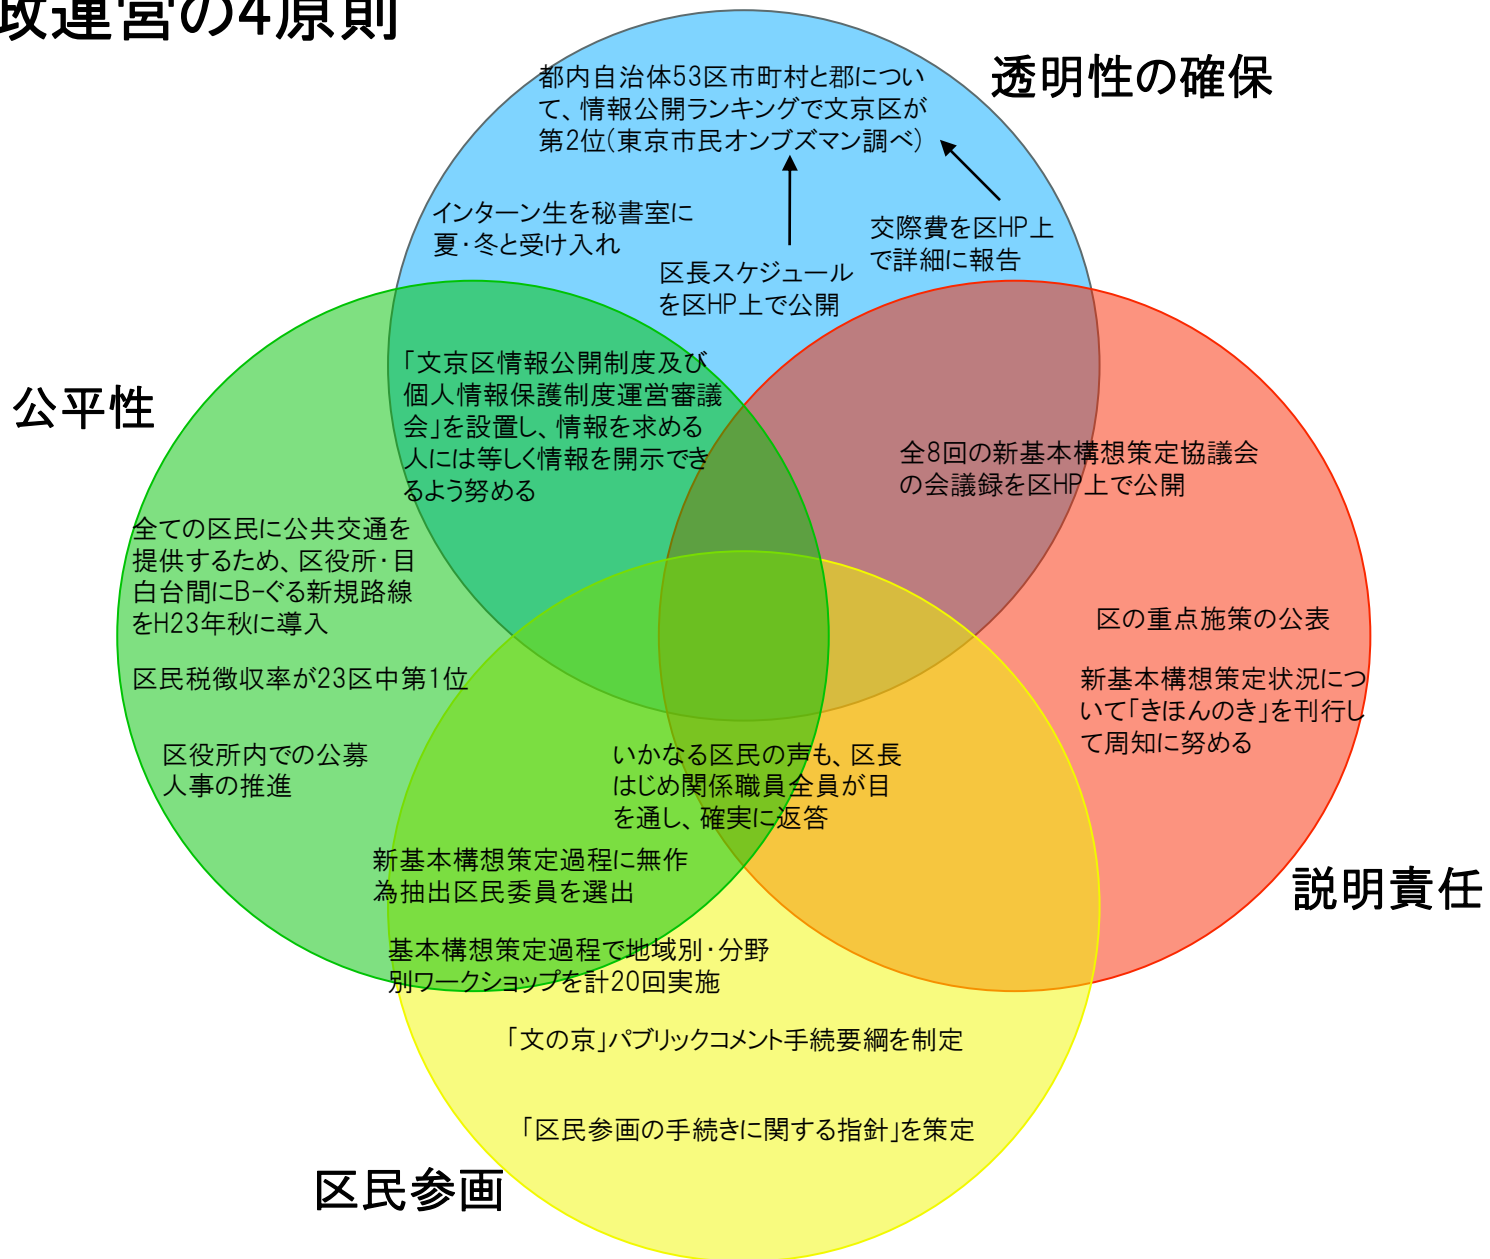 政運営の4原則
透明性の確保
都内自治体53区市町村と郡につい
て、情報公開ランキングで文京区が
第2位(東京市民オンブズマン調べ)
インターン生を秘書室に
夏・冬と受け入れ
交際費を区HP上
で詳細に報告
区長スケジュール
を区HP上で公開
公平性
「文京区情報公開制度及び
個人情報保護制度運営審議
会」を設置し、情報を求める
人には等しく情報を開示でき
るよう努める
全8回の新基本構想策定協議会
の会議録を区HP上で公開
全ての区民に公共交通を
提供するため、区役所・目
白台間にB-ぐる新規路線
をH23年秋に導入
区の重点施策の公表
区民税徴収率が23区中第1位
新基本構想策定状況につ
いて「きほんのき」を刊行し
て周知に努める
区役所内での公募
人事の推進
いかなる区民の声も、区長
はじめ関係職員全員が目
を通し、確実に返答
新基本構想策定過程に無作
為抽出区民委員を選出
説明責任
基本構想策定過程で地域別・分野
別ワークショップを計20回実施
「文の京」パブリックコメント手続要綱を制定
「区民参画の手続きに関する指針」を策定
区民参画